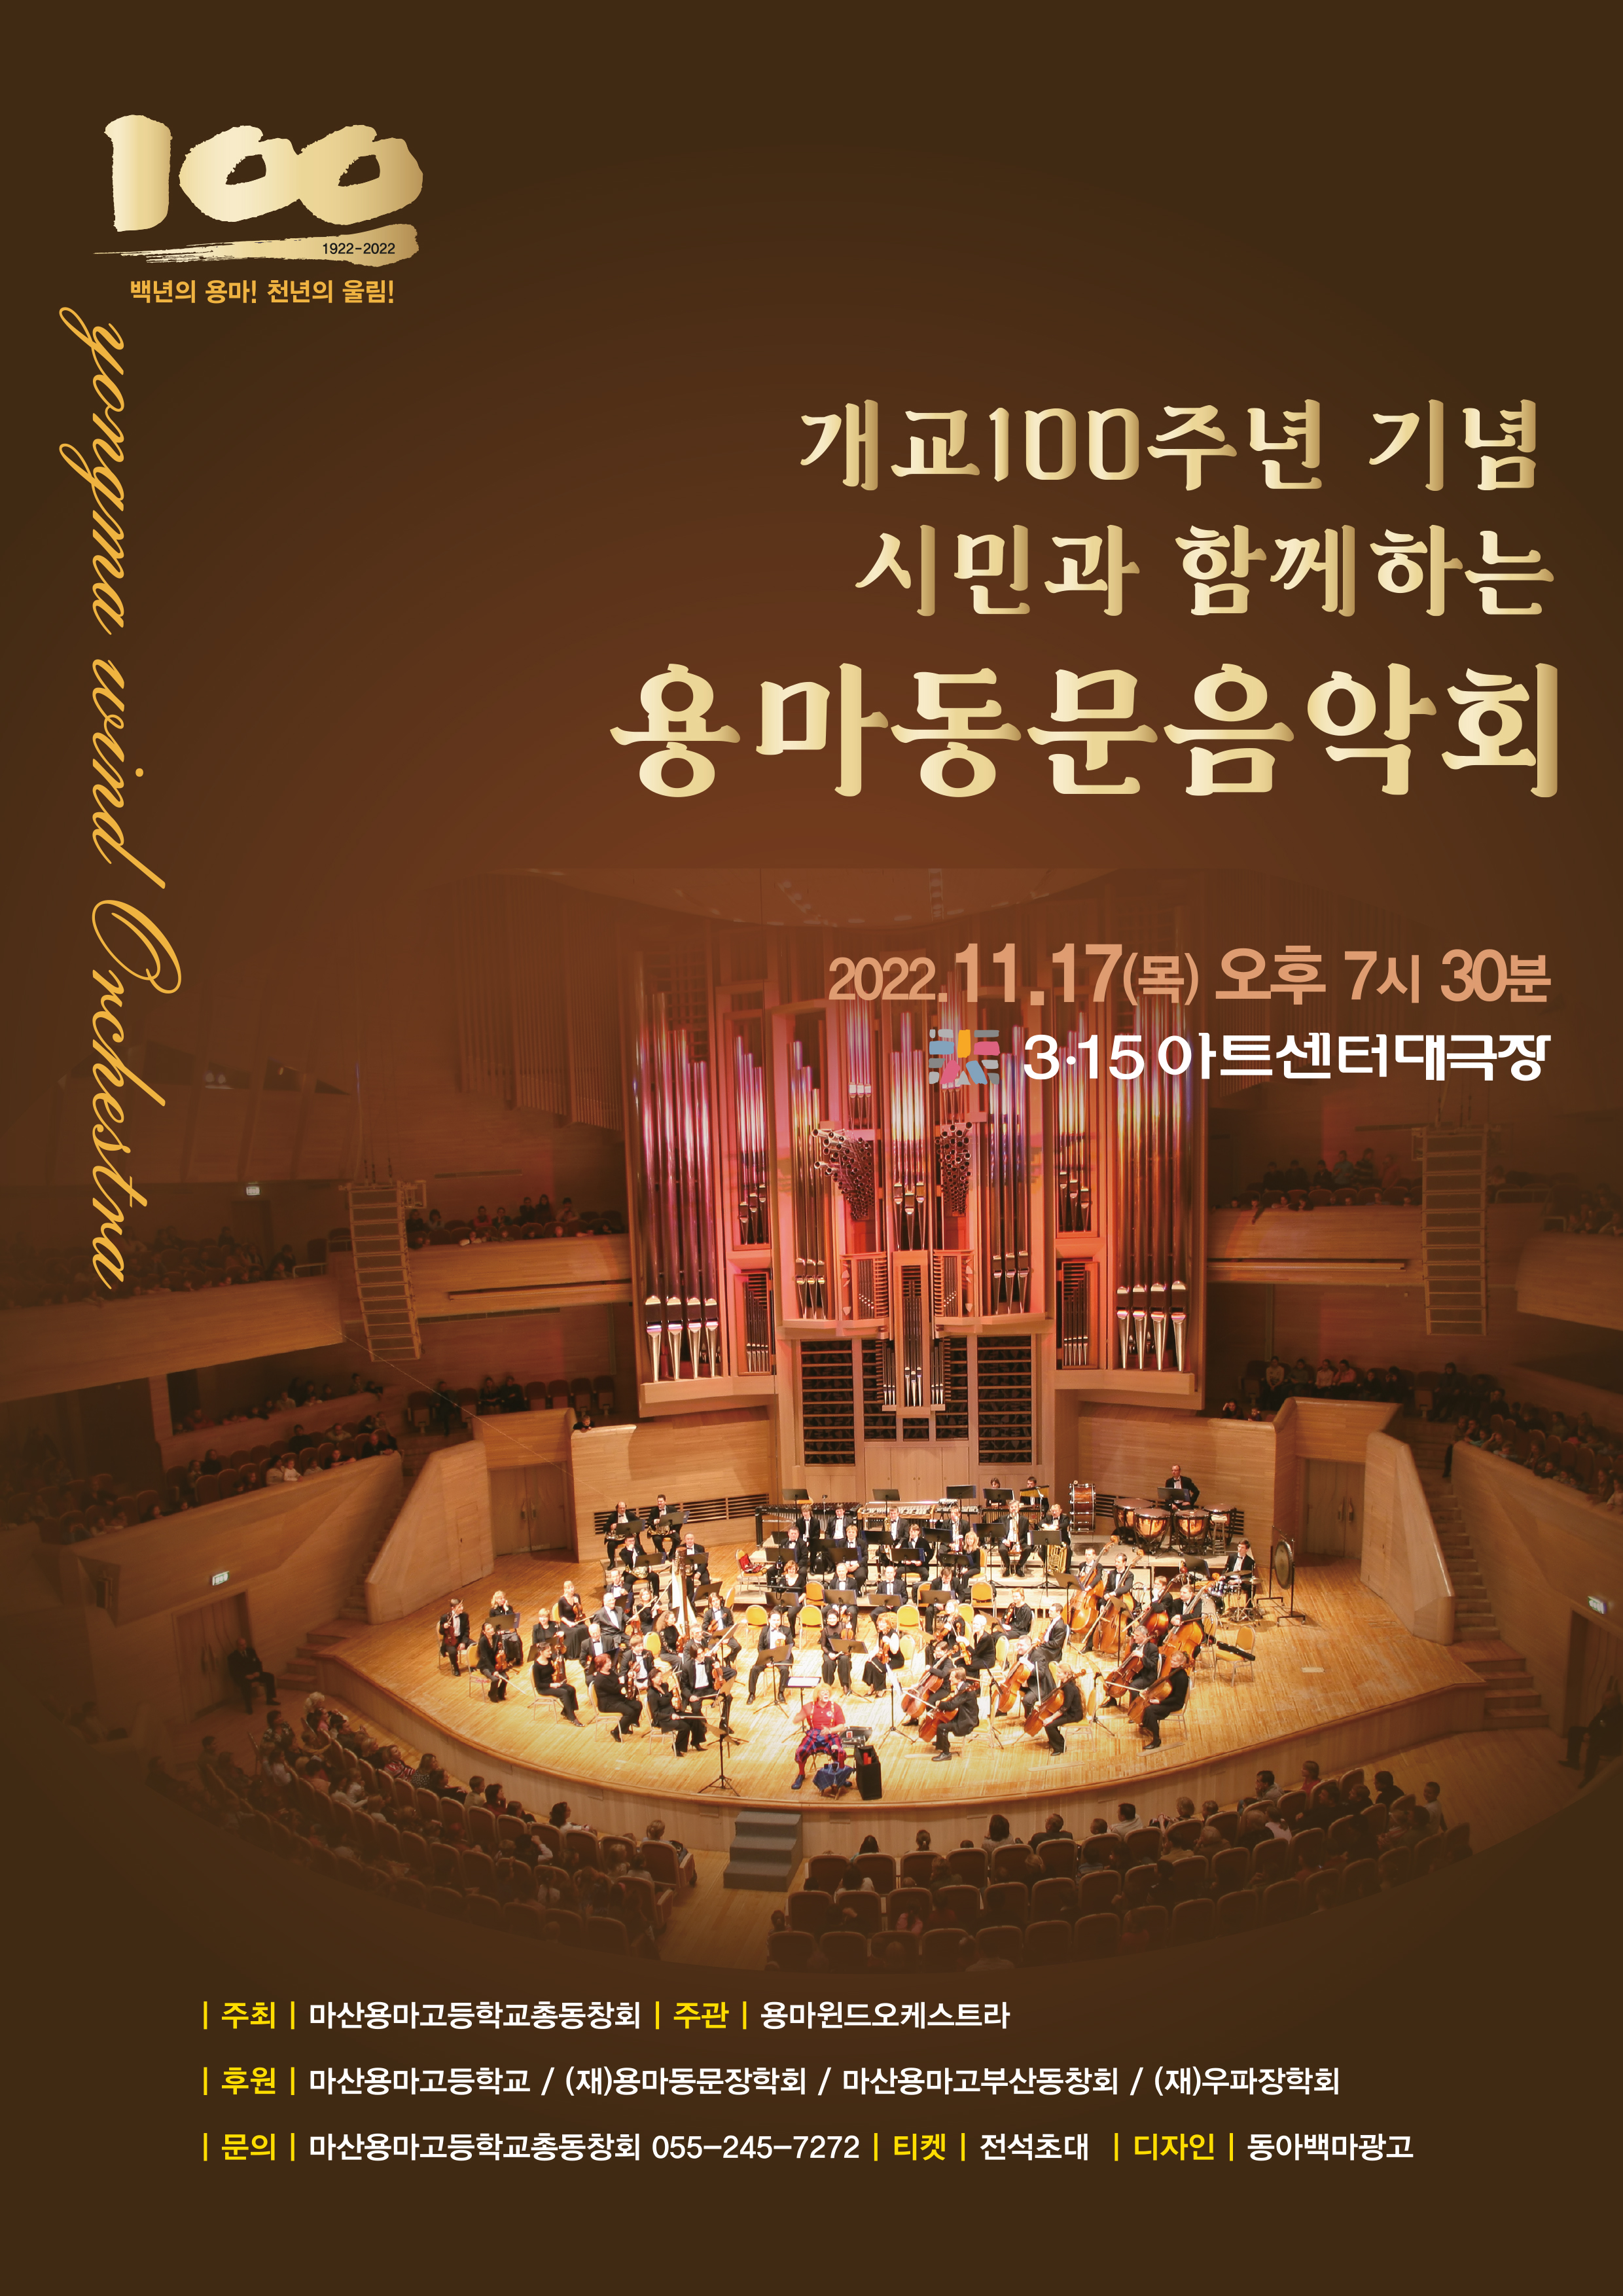 100
1922-2022
백년의 용마! 천년의 울림!
yongma wind Orchestra
개교100주년 기념
시민과 함께하는
용마동문음악회
2022.11.17(목) 오후 7시 30분
3·15 아트센터대극장
| 주최 | 마산용마고등학교총동창회 | 주관 | 용마윈드오케스트라
| 후원 | 마산용마고등학교 / (재)용마동문장학회 / 마산용마고부산동창회 / (재)우파장학회
| 문의 | 마산용마고등학교총동창회 055-245-7272 | 티켓 | 전석초대 | 디자인 | 동아백마광고